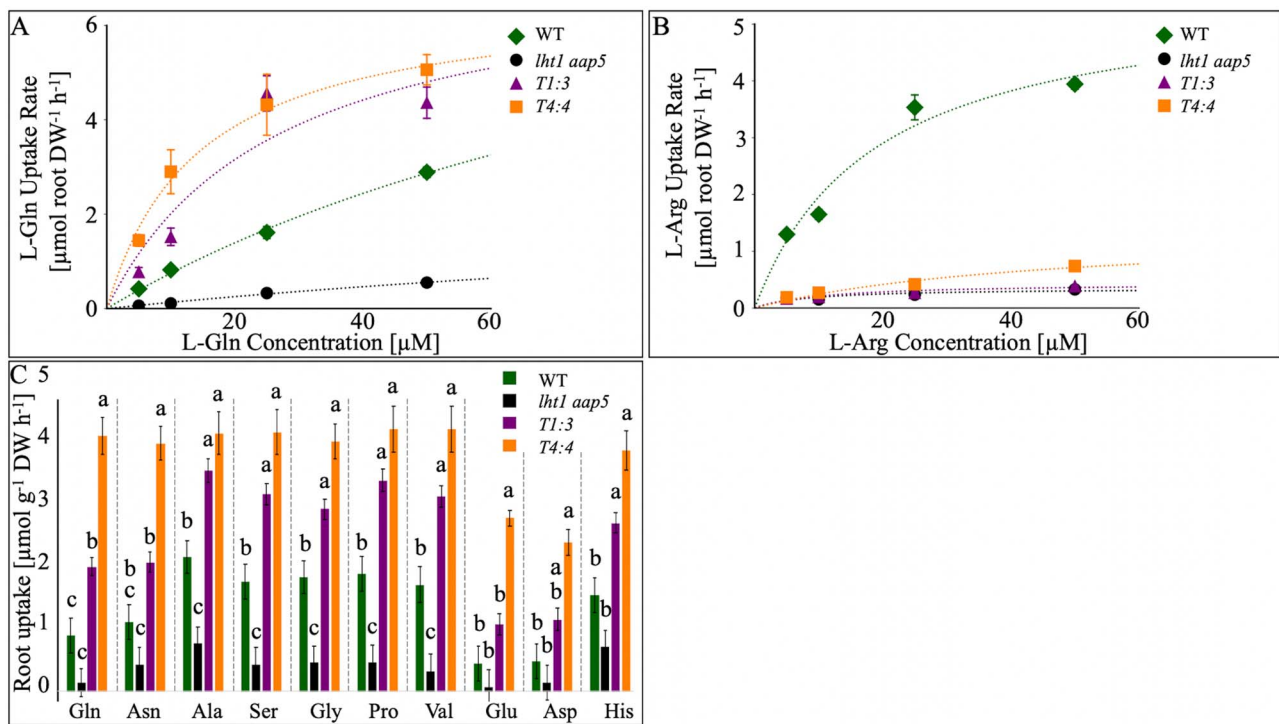 A
6
4
2
0
20
40
60
L-Gln Uptake Rate
[µmol root DW⁻¹ h⁻¹]
L-Gln Concentration [µM]
WT
lht1 aap5
T1:3
T4:4
B
5
4
3
2
1
0
20
40
60
L-Arg Uptake Rate
[µmol root DW⁻¹ h⁻¹]
L-Arg Concentration [µM]
WT
lht1 aap5
T1:3
T4:4
C
5
4
3
2
1
0
Root uptake [µmol g⁻¹ DW h⁻¹]
WT
lht1 aap5
T1:3
T4:4
c c b a
b c c b a
b c a a
b c a a
b c a a
b c a a
b c a a
b b b a
b b a b a
b b a a
Gln Asn Ala Ser Gly Pro Val Glu Asp His